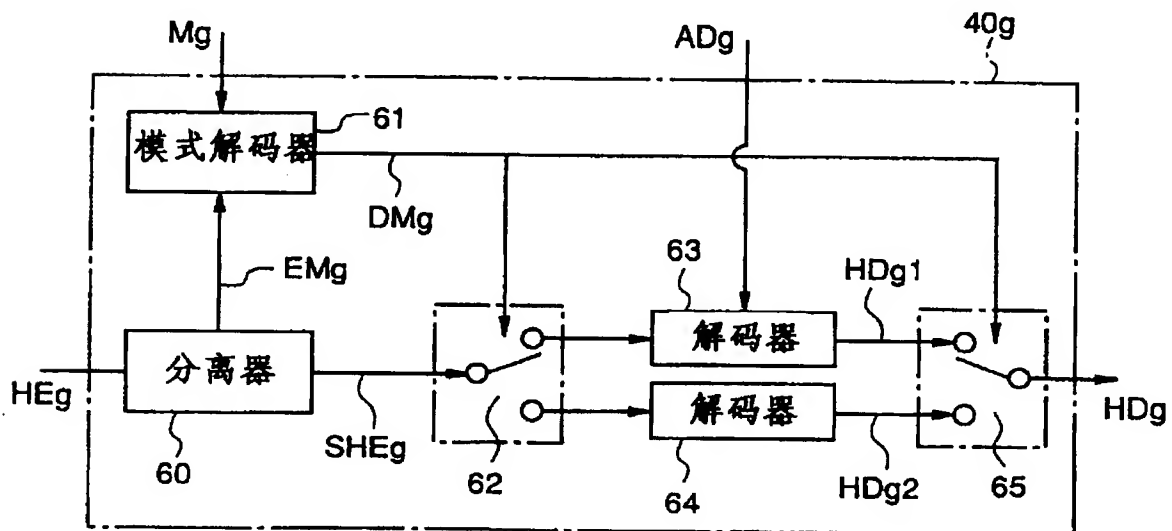 Mg
ADg
40g
模式解码器
61
DMg
EMg
63
HDg1
分离器
解码器
HEg
60
SHEg
62
解码器
64
HDg2
65
HDg